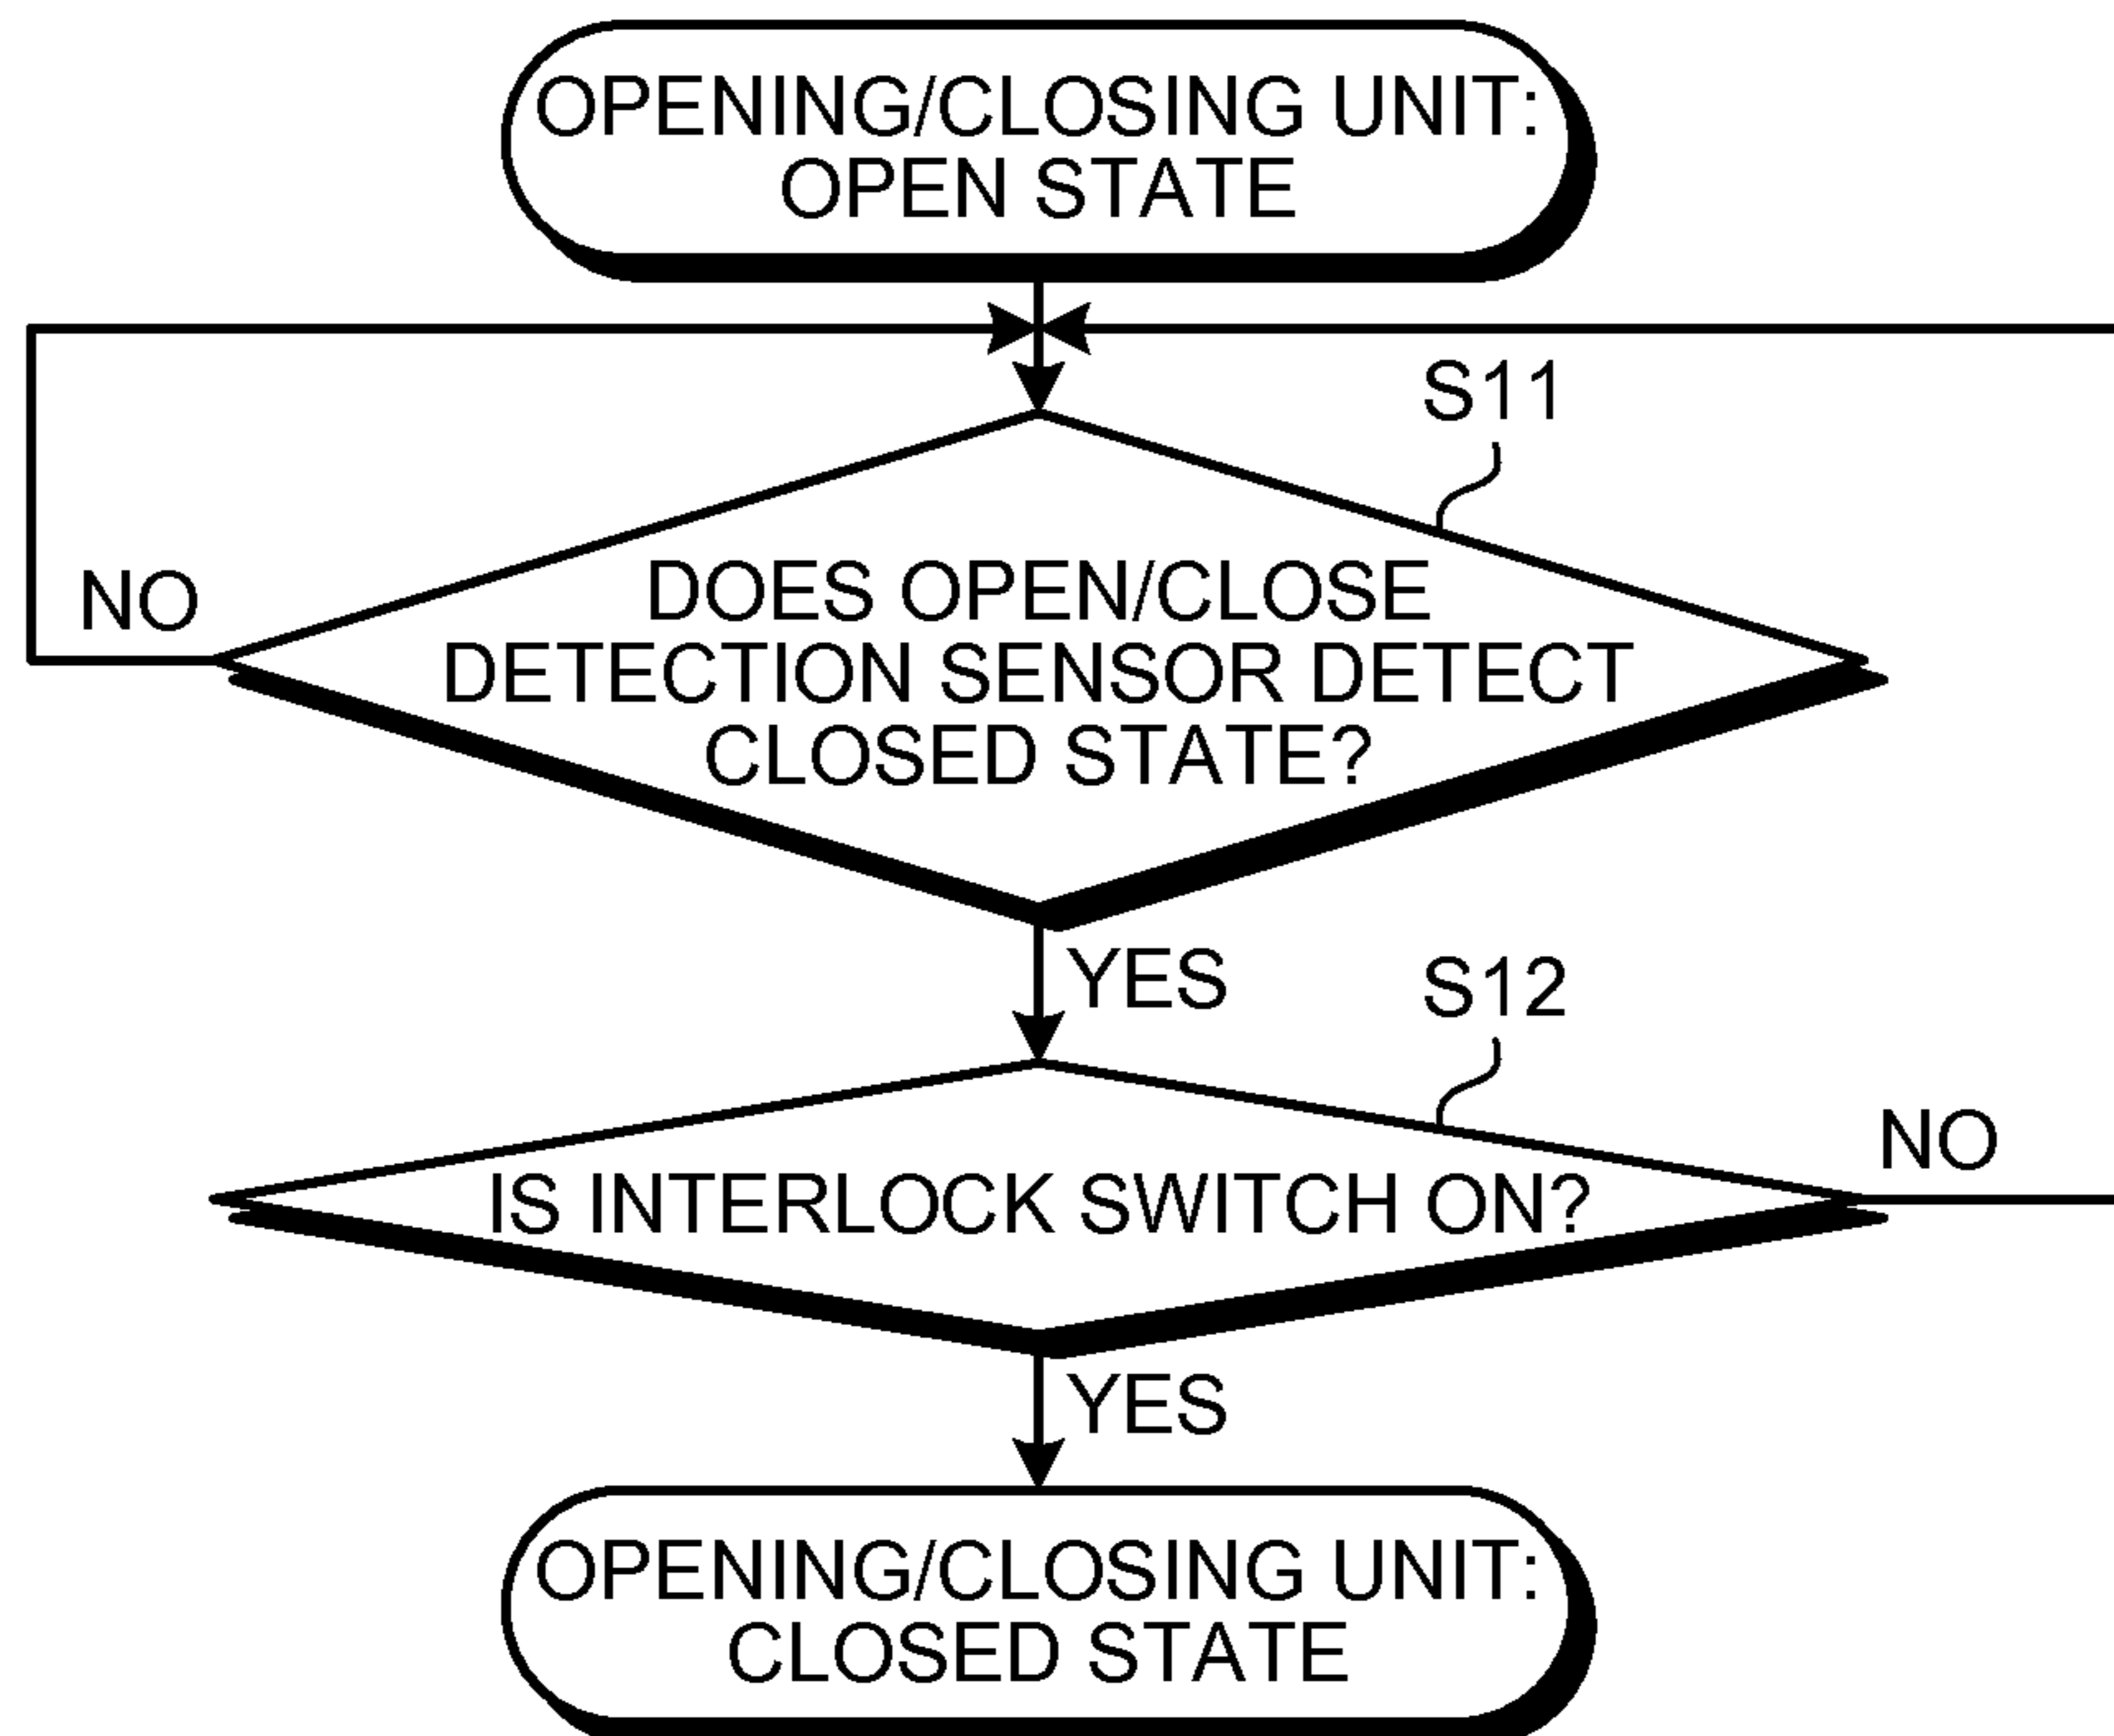 OPENING/CLOSING UNIT:
OPEN STATE
S11
DOES OPEN/CLOSE
DETECTION SENSOR DETECT
CLOSED STATE?
NO
YES
S12
IS INTERLOCK SWITCH ON?
NO
YES
OPENING/CLOSING UNIT:
CLOSED STATE